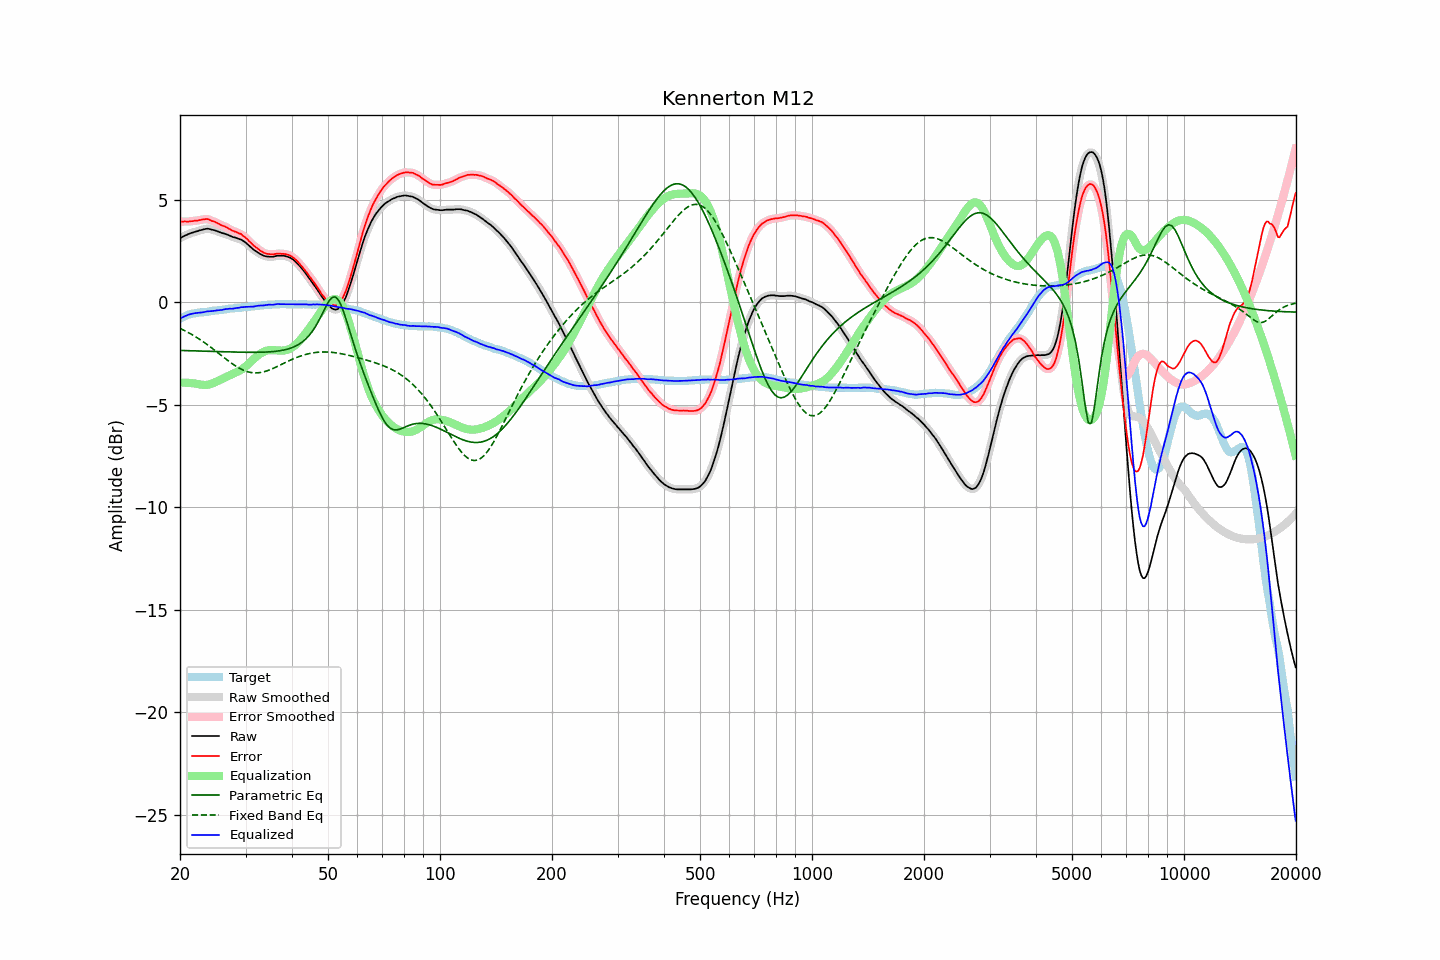 Kennerton M12
Amplitude (dBr)
5
0
−5
−10
−15
−20
−25
Target
Raw Smoothed
Error Smoothed
Raw
Error
Equalization
Parametric Eq
Fixed Band Eq
Equalized
20 50 100 200 500 1000 2000 5000 10000 20000
Frequency (Hz)